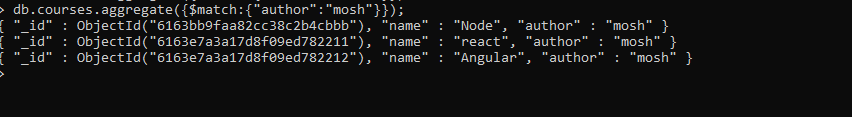 > db.courses.aggregate({$match:{"author":"mosh"}});
{ "_id" : ObjectId("6163bb9faa82cc38c2b4cbbb"), "name" : "Node", "author" : "mosh" }
{ "_id" : ObjectId("6163e7a3a17d8f09ed782211"), "name" : "react", "author" : "mosh" }
{ "_id" : ObjectId("6163e7a3a17d8f09ed782212"), "name" : "Angular", "author" : "mosh" }
>